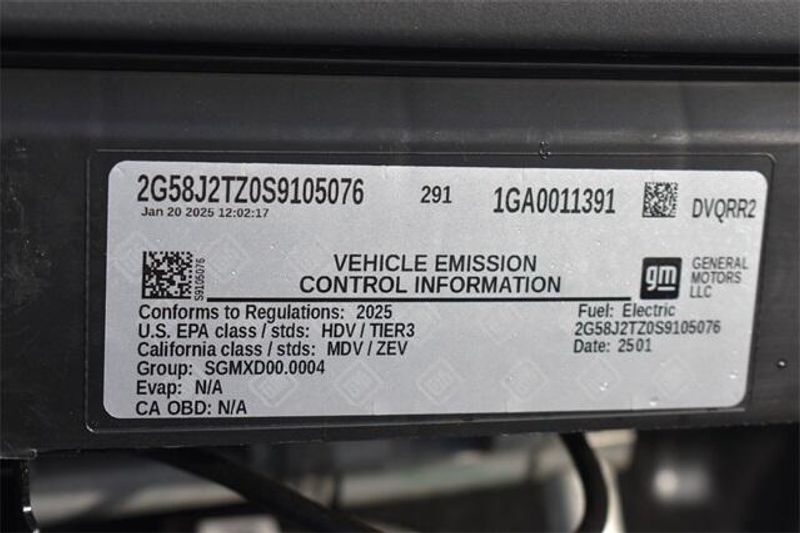 2G58J2TZ0S9105076 291 1GA0011391 DVQRR2
Jan 20 2025 12:02:17
S9105076
VEHICLE EMISSION
CONTROL INFORMATION
gm GENERAL
MOTORS
LLC
Conforms to Regulations: 2025
U.S. EPA class / stds: HDV / TIER3
California class / stds: MDV / ZEV
Group: SGMXD00.0004
Evap: N/A
CA OBD: N/A
Fuel: Electric
2G58J2TZ0S9105076
Date: 2501